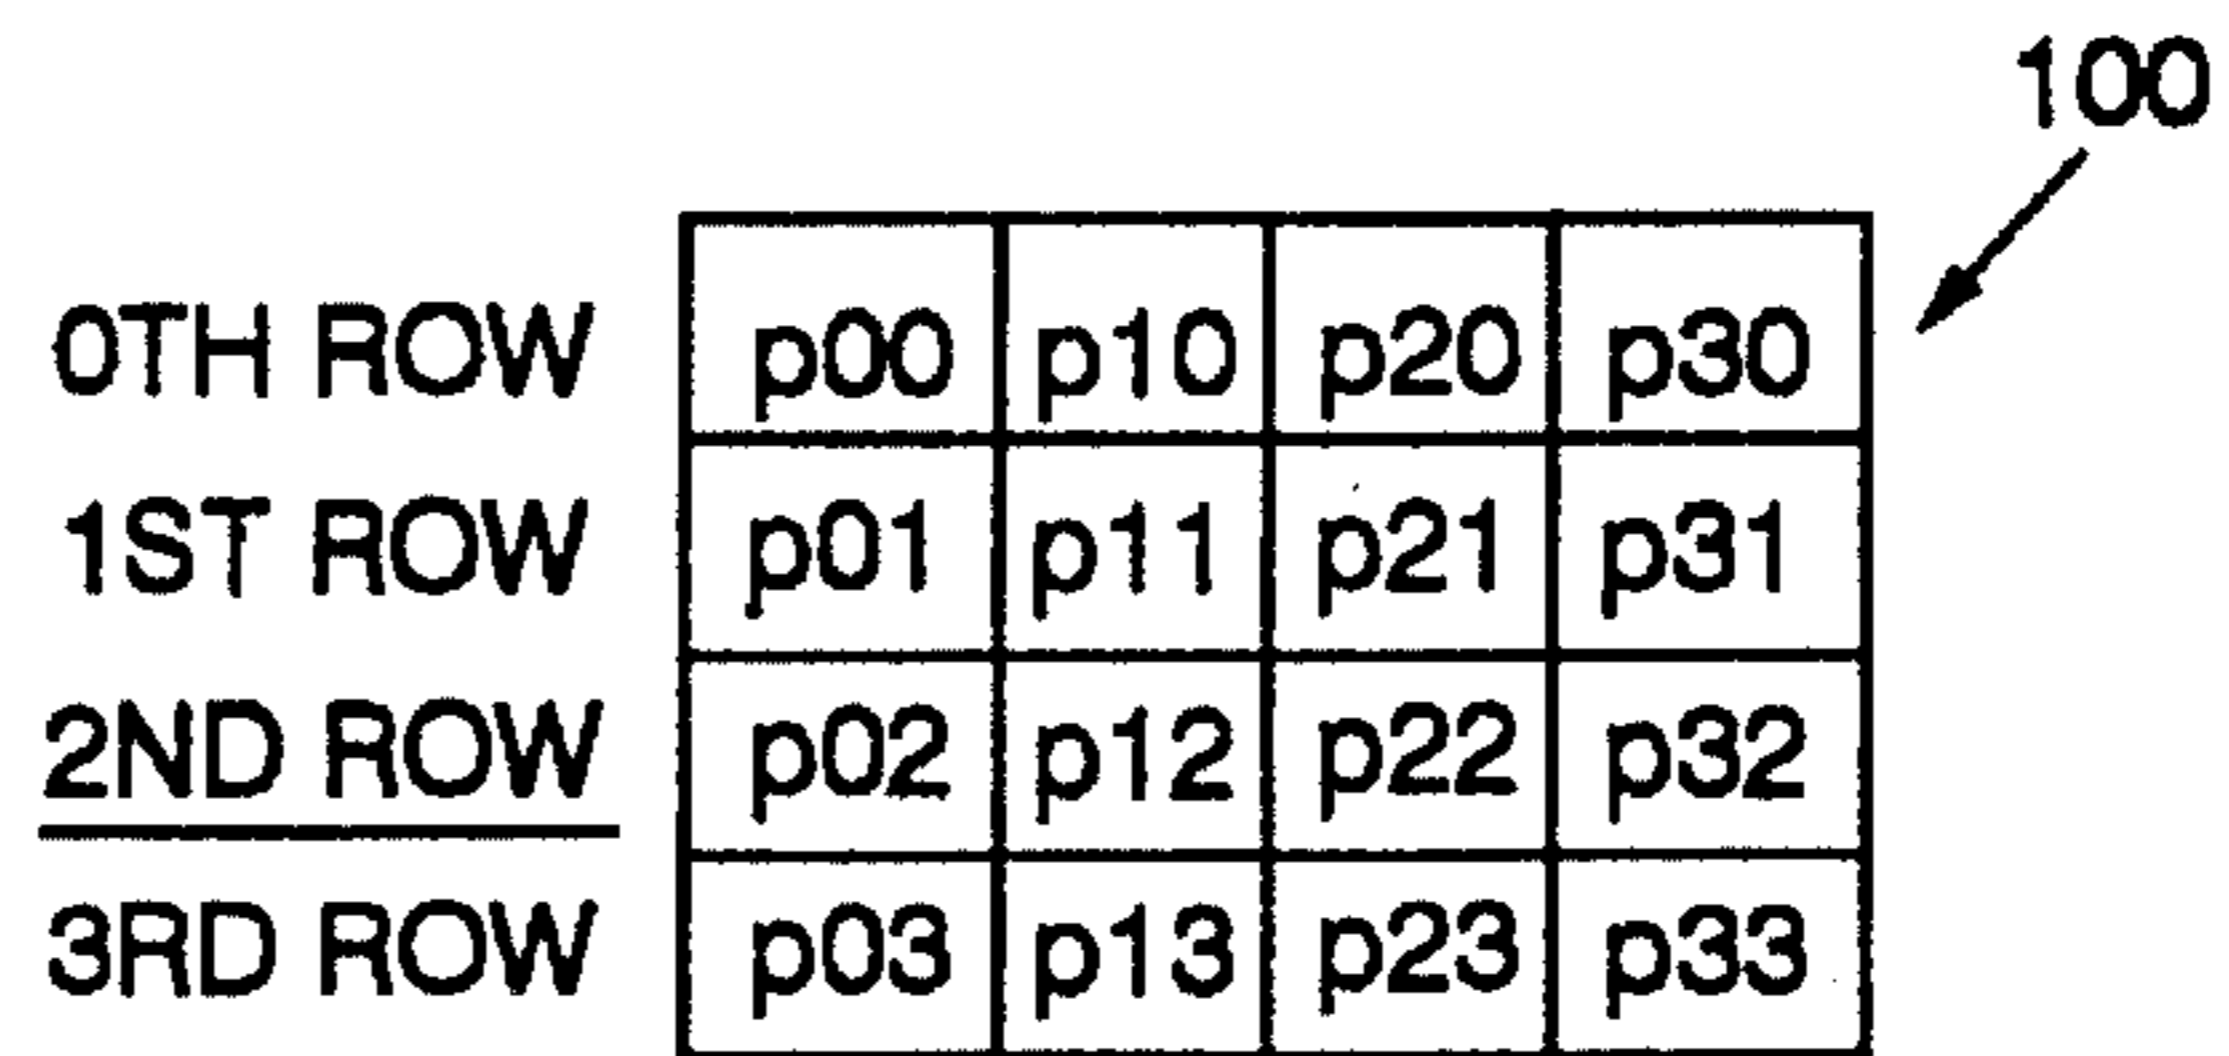 100
0TH ROW p00 p10 p20 p30
1ST ROW p01 p11 p21 p31
2ND ROW p02 p12 p22 p32
3RD ROW p03 p13 p23 p33